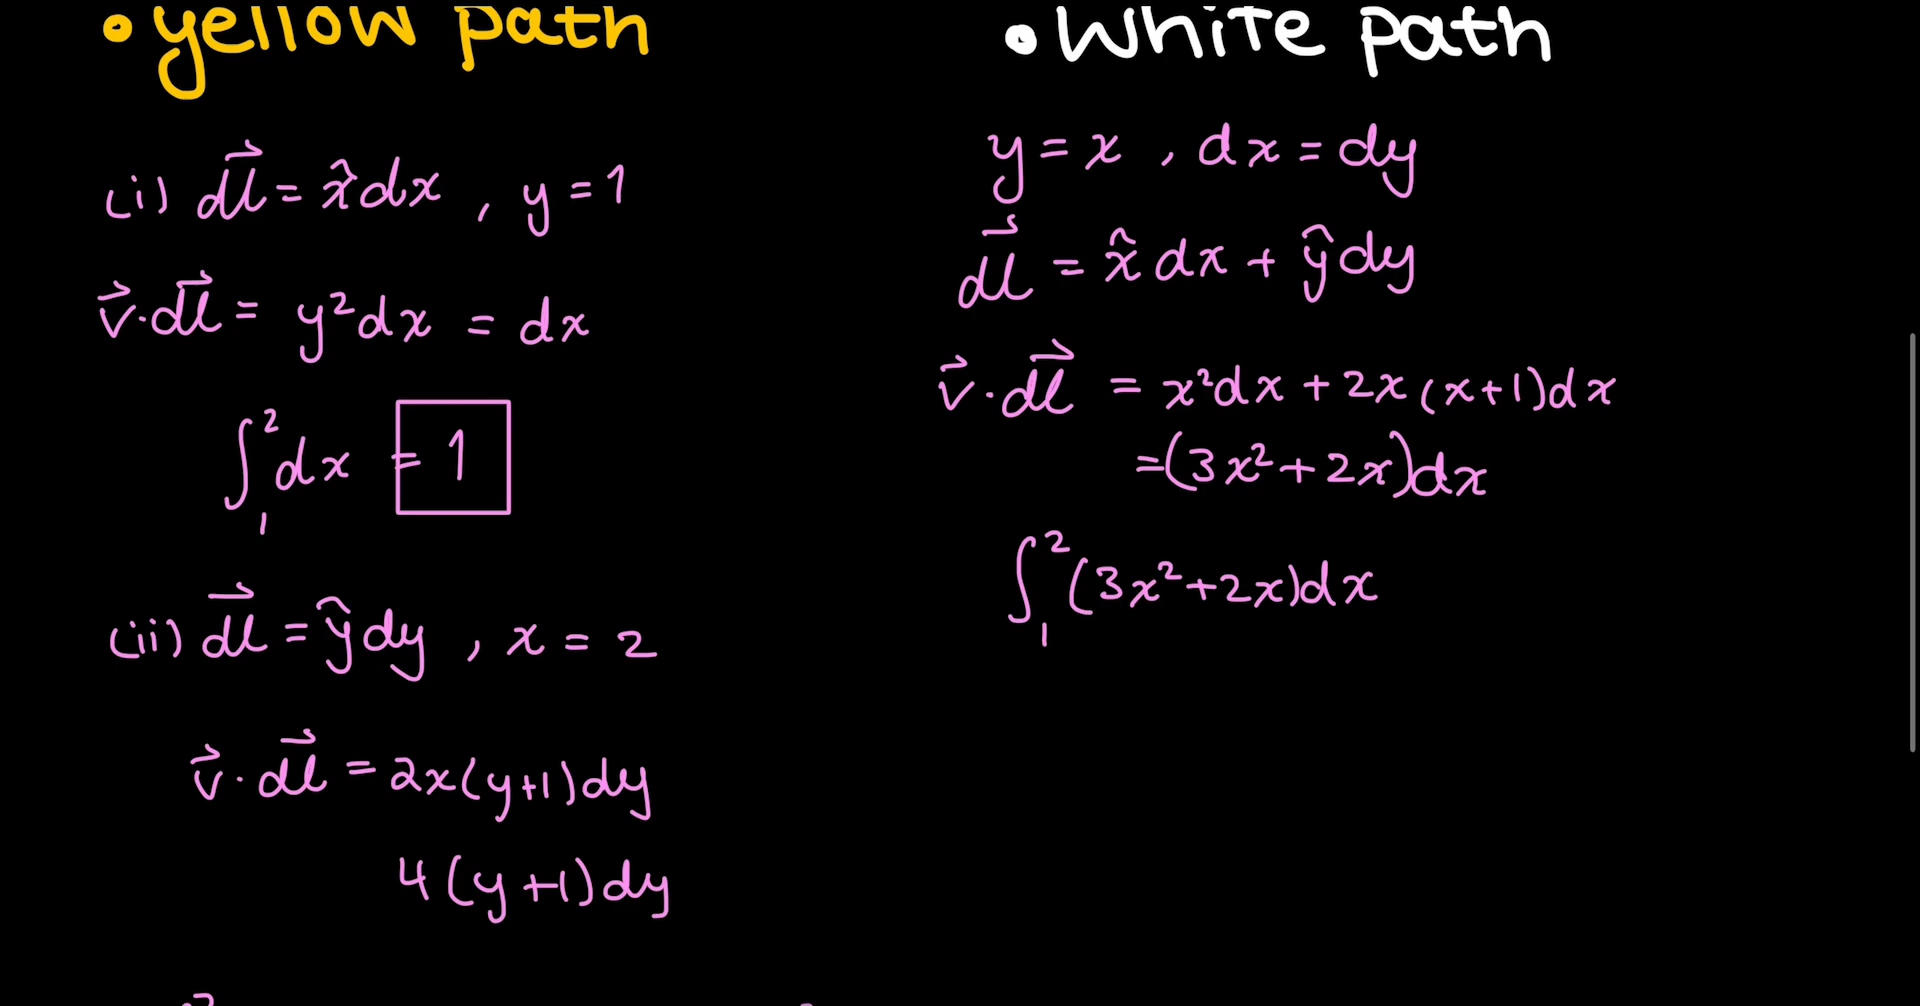 • yellow path
(i) d𝑙⃗ = x̂dx , y = 1
v⃗·d𝑙⃗ = y²dx = dx
∫₁² dx = 1
(ii) d𝑙⃗ = ŷdy , x = 2
v⃗·d𝑙⃗ = 2x(y+1)dy
4(y+1)dy
• White path
y = x , dx = dy
d𝑙⃗ = x̂dx + ŷdy
v⃗·d𝑙⃗ = x²dx + 2x(x+1)dx
=(3x²+2x)dx
∫₁² (3x²+2x)dx